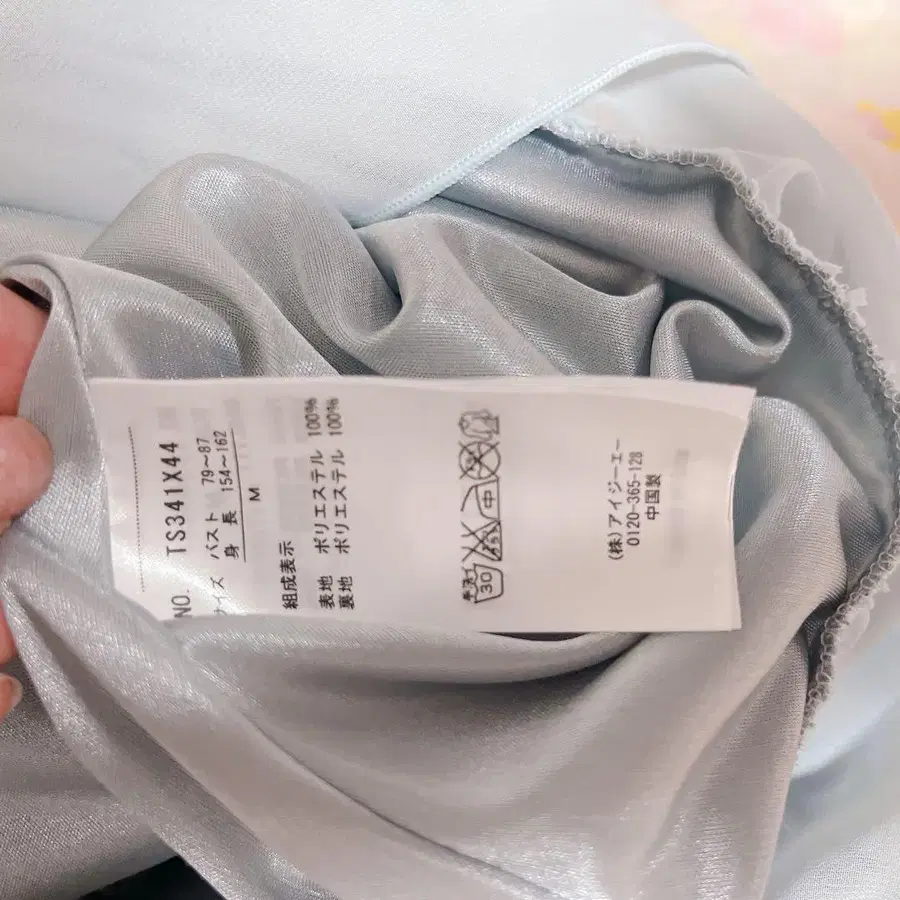 NO. TS341X44
サイズ バスト 79～87
身長 154～162
M
組成表示
表地 ポリエステル 100%
裏地 ポリエステル 100%
30
中
(株)アイジーエー
0120-365-128
中国製